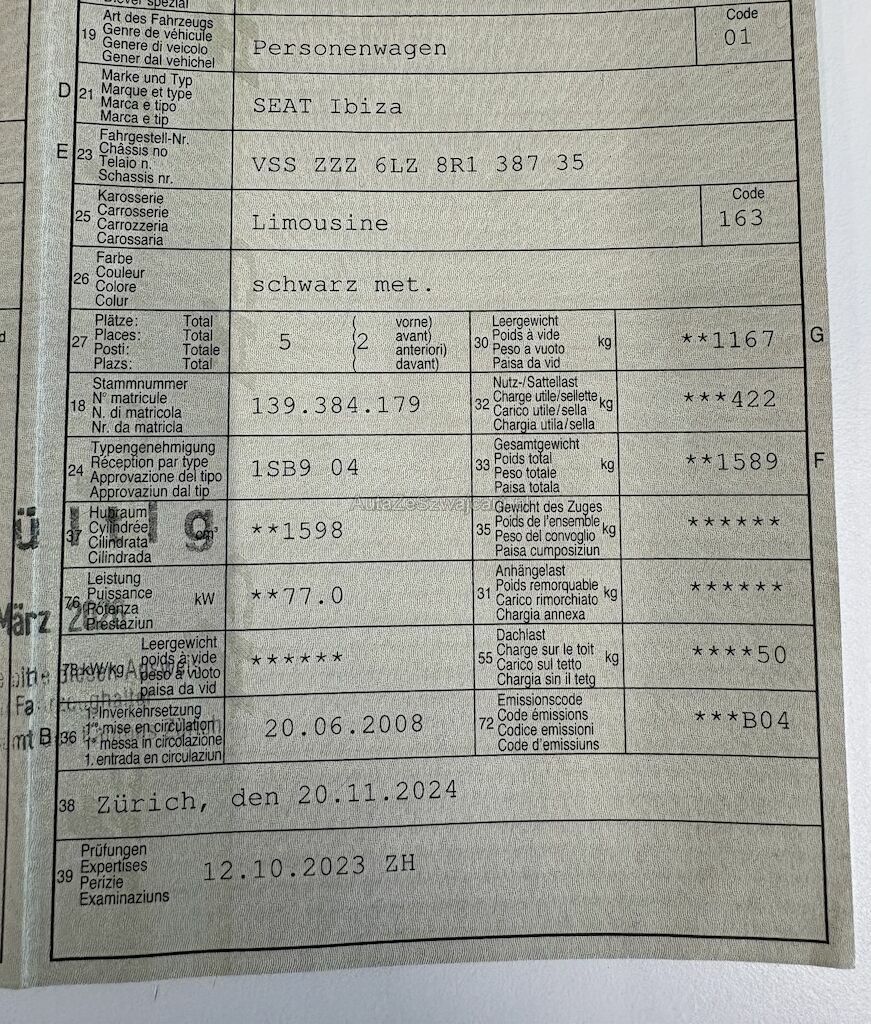 19 Art des Fahrzeugs
Genre de véhicule
Genere di veicolo
Gener dal vehichel
Personenwagen
Code
01
D 21 Marke und Typ
Marque et type
Marca e tipo
Marca e tip
SEAT Ibiza
E 23 Fahrgestell-Nr.
Châssis no
Telaio n.
Schassis nr.
VSS ZZZ 6LZ 8R1 387 35
25 Karosserie
Carrosserie
Carrozzeria
Carossaria
Limousine
Code
163
26 Farbe
Couleur
Colore
Colur
schwarz met.
27 Plätze: Total
Places: Total
Posti: Totale
Plazs: Total
5 (2 vorne)
( avant)
( anteriori)
( davant)
30 Leergewicht
Poids à vide
Peso a vuoto
Paisa da vid
kg
**1167 G
18 Stammnummer
N° matricule
N. di matricola
Nr. da matricla
139.384.179
32 Nutz-/Sattellast
Charge utile/sellette
Carico utile/sella
Chargia utila/sella
kg
***422
24 Typengenehmigung
Réception par type
Approvazione del tipo
Approvaziun dal tip
1SB9 04
33 Gesamtgewicht
Poids total
Peso totale
Paisa totala
kg
**1589 F
37 Hubraum
Cylindrée
Cilindrata
Cilindrada
cm³
**1598
35 Gewicht des Zuges
Poids de l'ensemble
Peso del convoglio
Paisa cumposiziun
kg
******
76 Leistung
Puissance
Potenza
Prestaziun
kW
**77.0
31 Anhängelast
Poids remorquable
Carico rimorchiato
Chargia annexa
kg
******
78 kW/kg Leergewicht
poids à vide
peso a vuoto
paisa da vid
******
55 Dachlast
Charge sur le toit
Carico sul tetto
Chargia sin il tetg
kg
****50
36 1. Inverkehrsetzung
1re mise en circulation
1a messa in circolazione
1. entrada en circulaziun
20.06.2008
72 Emissionscode
Code émissions
Codice emissioni
Code d'emissiuns
***B04
38 Zürich, den 20.11.2024
39 Prüfungen
Expertises
Perizie
Examinaziuns
12.10.2023 ZH
März